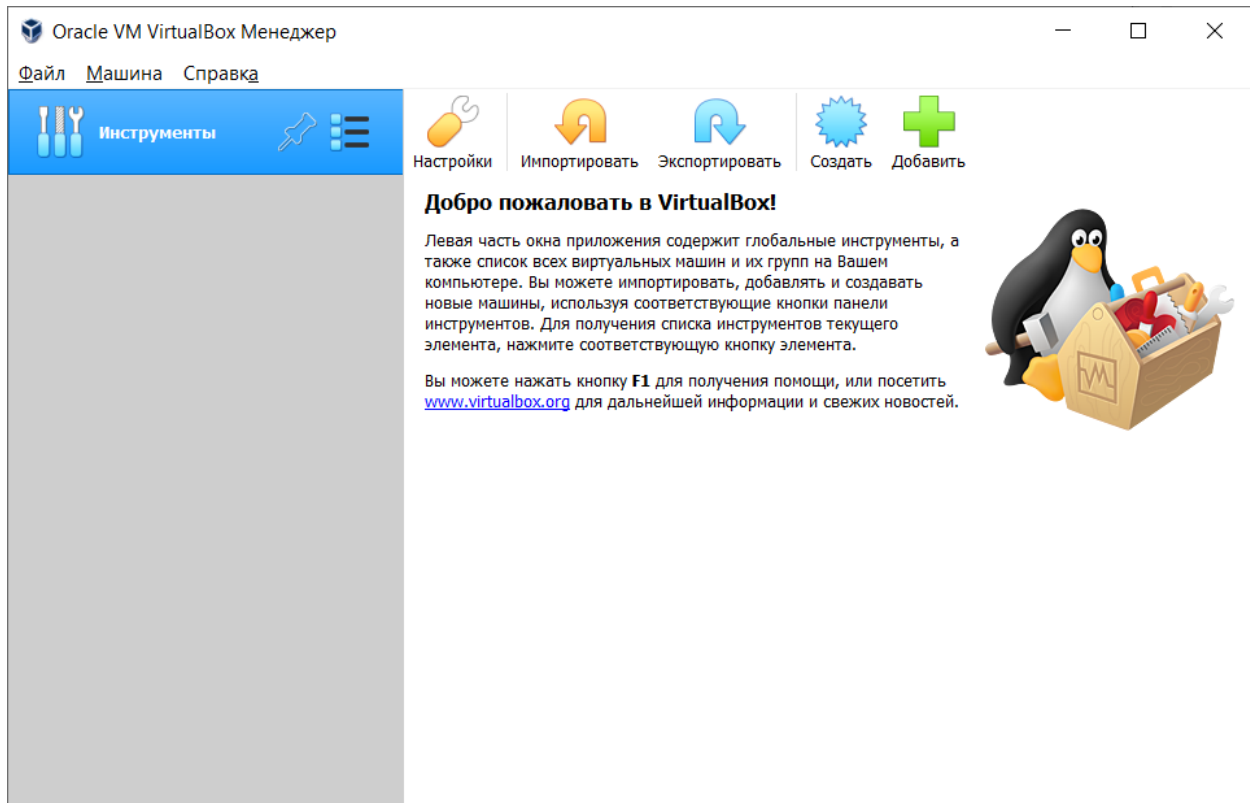 Oracle VM VirtualBox Менеджер
Файл Машина Справка
Инструменты
Настройки Импортировать Экспортировать Создать Добавить
Добро пожаловать в VirtualBox!
Левая часть окна приложения содержит глобальные инструменты, а
также список всех виртуальных машин и их групп на Вашем
компьютере. Вы можете импортировать, добавлять и создавать
новые машины, используя соответствующие кнопки панели
инструментов. Для получения списка инструментов текущего
элемента, нажмите соответствующую кнопку элемента.
Вы можете нажать кнопку F1 для получения помощи, или посетить
www.virtualbox.org для дальнейшей информации и свежих новостей.